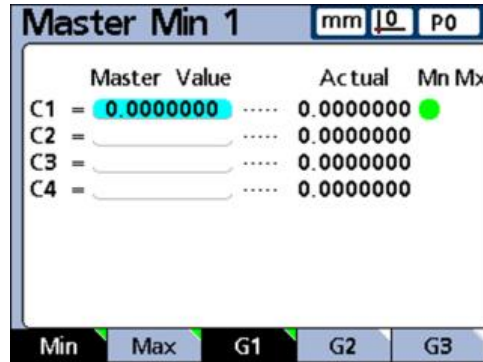 Master Min 1 mm 0 P0
Master Value Actual Mn Mx
C1 = 0.0000000 ..... 0.0000000
C2 = ..... 0.0000000
C3 = ..... 0.0000000
C4 = ..... 0.0000000
Min Max G1 G2 G3